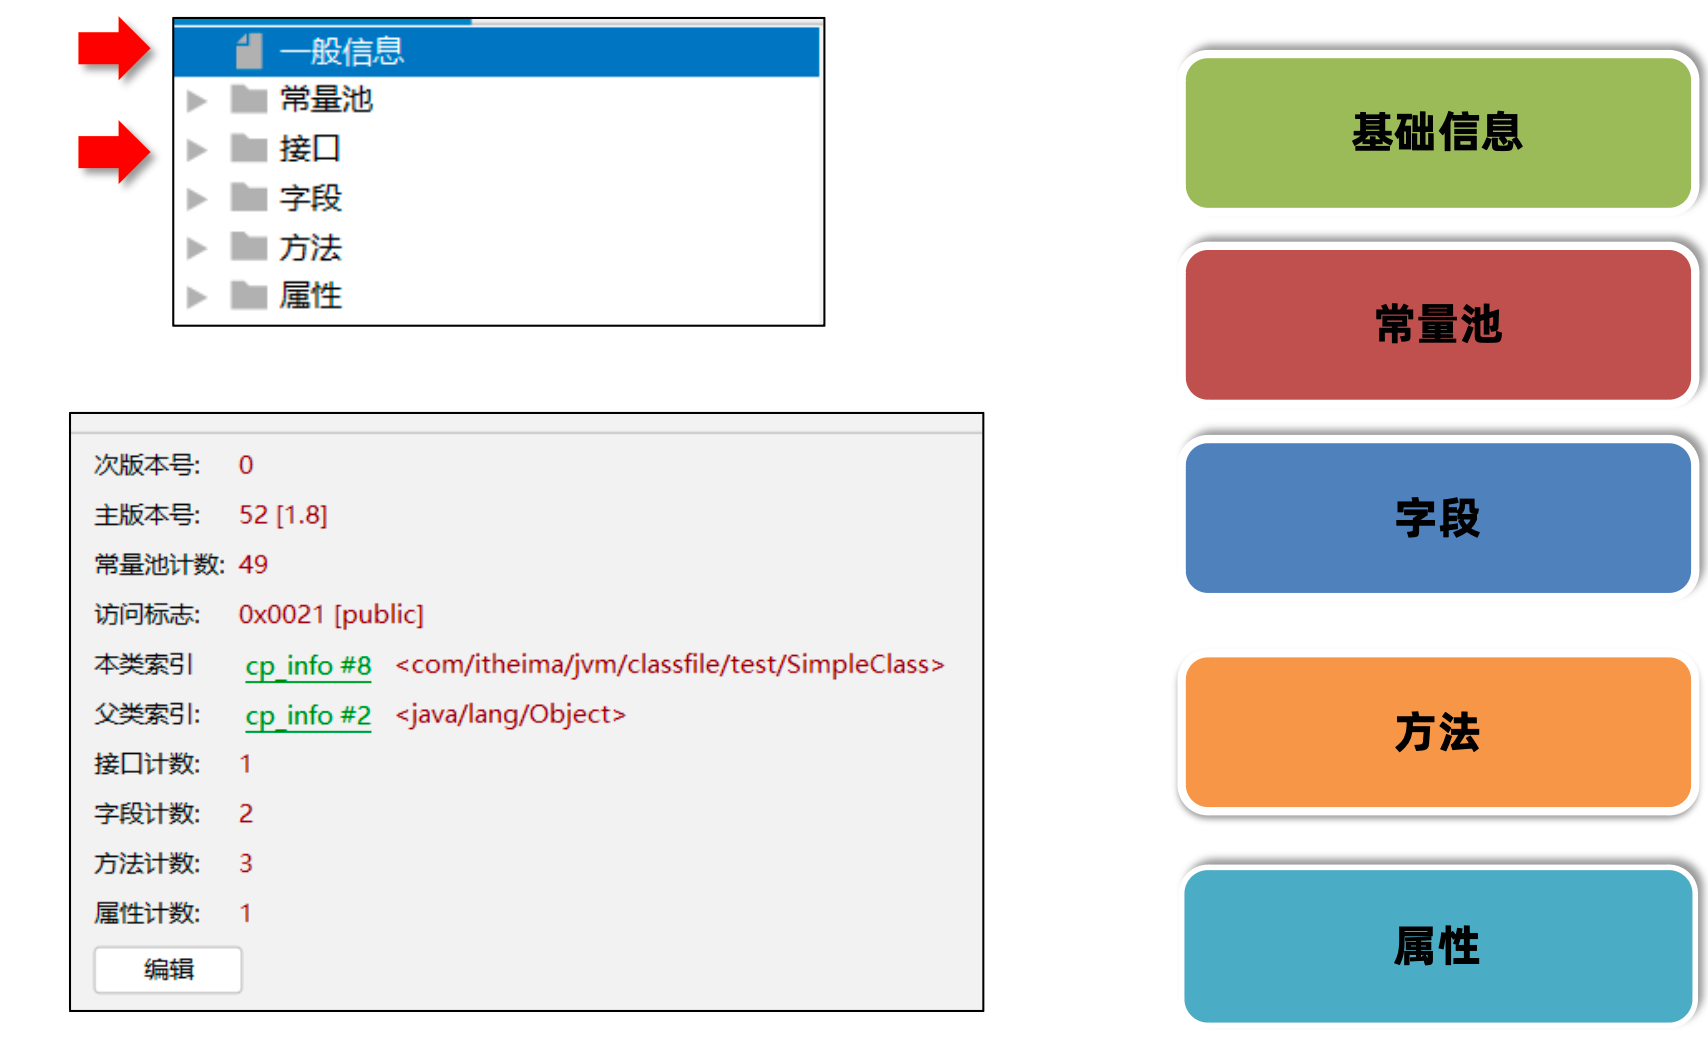 一般信息
常量池
接口
字段
方法
属性
次版本号: 0
主版本号: 52 [1.8]
常量池计数: 49
访问标志: 0x0021 [public]
本类索引 cp_info #8 <com/itheima/jvm/classfile/test/SimpleClass>
父类索引: cp_info #2 <java/lang/Object>
接口计数: 1
字段计数: 2
方法计数: 3
属性计数: 1
编辑
基础信息
常量池
字段
方法
属性